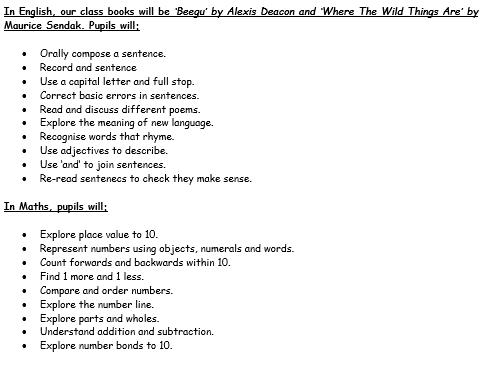 In English, our class books will be 'Beegu' by Alexis Deacon and 'Where The Wild Things Are' by
Maurice Sendak. Pupils will;
• Orally compose a sentence.
• Record and sentence
• Use a capital letter and full stop.
• Correct basic errors in sentences.
• Read and discuss different poems.
• Explore the meaning of new language.
• Recognise words that rhyme.
• Use adjectives to describe.
• Use 'and' to join sentences.
• Re-read sentenecs to check they make sense.
In Maths, pupils will;
• Explore place value to 10.
• Represent numbers using objects, numerals and words.
• Count forwards and backwards within 10.
• Find 1 more and 1 less.
• Compare and order numbers.
• Explore the number line.
• Explore parts and wholes.
• Understand addition and subtraction.
• Explore number bonds to 10.